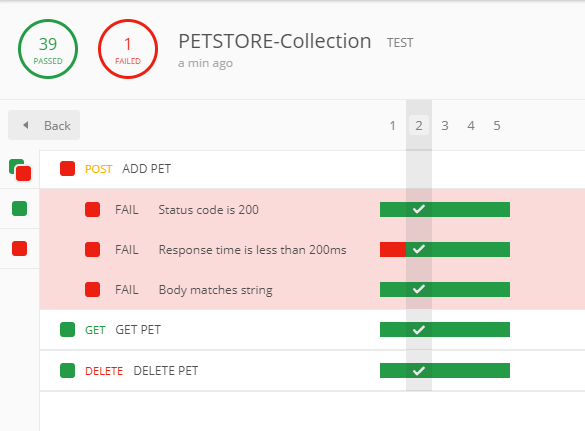 39 PASSED
1 FAILED
PETSTORE-Collection TEST
a min ago
Back
1 2 3 4 5
POST ADD PET
FAIL Status code is 200
FAIL Response time is less than 200ms
FAIL Body matches string
GET GET PET
DELETE DELETE PET